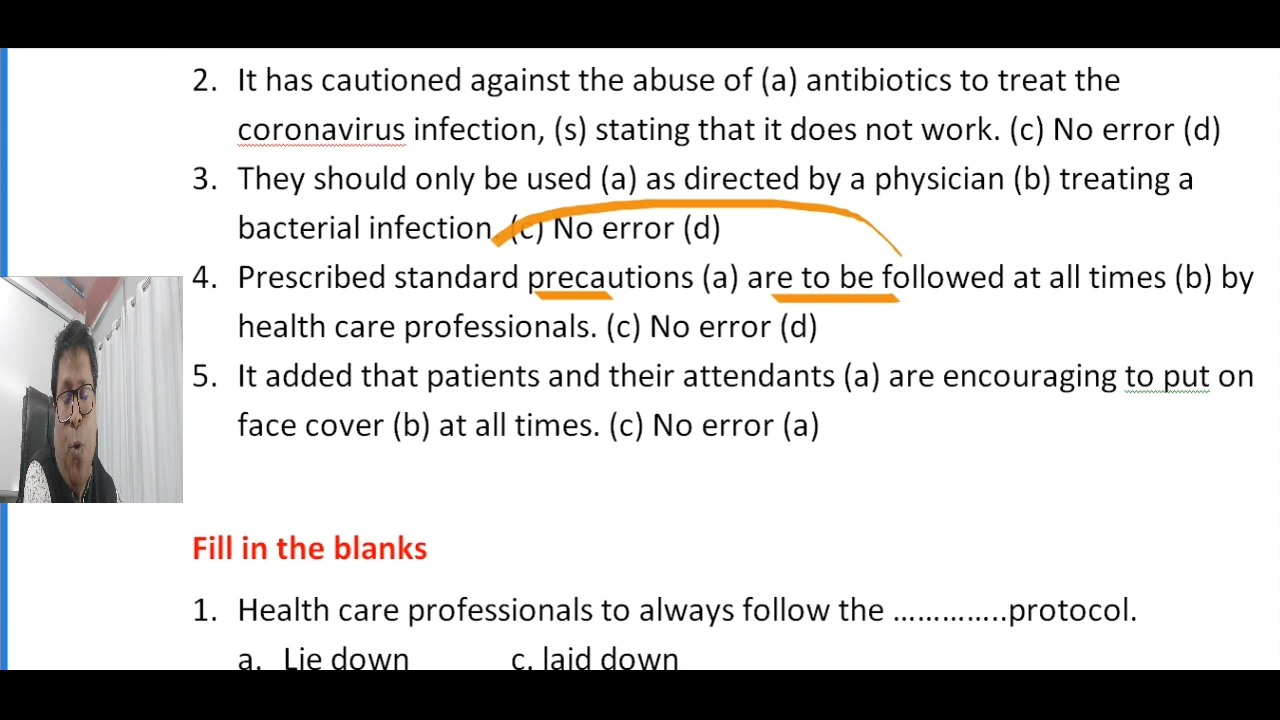 2. It has cautioned against the abuse of (a) antibiotics to treat the
coronavirus infection, (s) stating that it does not work. (c) No error (d)
3. They should only be used (a) as directed by a physician (b) treating a
bacterial infection. (c) No error (d)
4. Prescribed standard precautions (a) are to be followed at all times (b) by
health care professionals. (c) No error (d)
5. It added that patients and their attendants (a) are encouraging to put on
face cover (b) at all times. (c) No error (a)
Fill in the blanks
1. Health care professionals to always follow the …………..protocol.
a. Lie down c. laid down